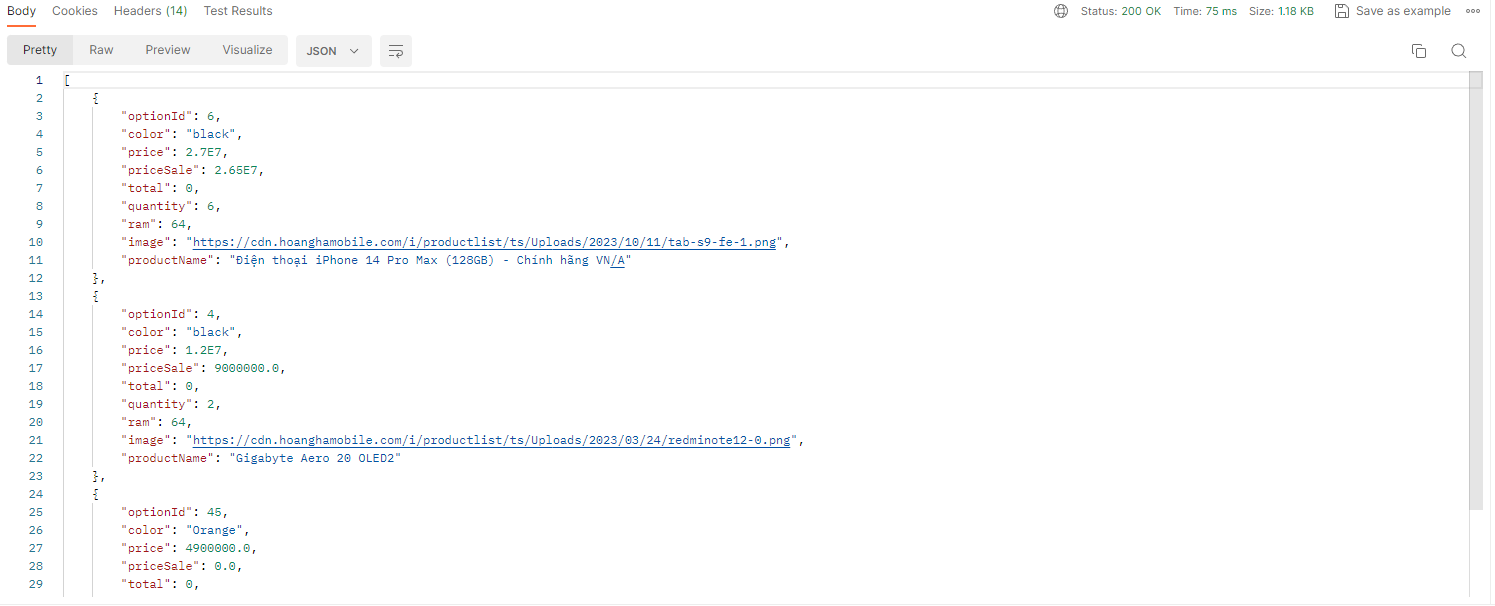 Body Cookies Headers (14) Test Results Status: 200 OK Time: 75 ms Size: 1.18 KB Save as example
Pretty Raw Preview Visualize JSON
1 [
2 {
3 "optionId": 6,
4 "color": "black",
5 "price": 2.7E7,
6 "priceSale": 2.65E7,
7 "total": 0,
8 "quantity": 6,
9 "ram": 64,
10 "image": "https://cdn.hoanghamobile.com/i/productlist/ts/Uploads/2023/10/11/tab-s9-fe-1.png",
11 "productName": "Điện thoại iPhone 14 Pro Max (128GB) - Chính hãng VN/A"
12 },
13 {
14 "optionId": 4,
15 "color": "black",
16 "price": 1.2E7,
17 "priceSale": 9000000.0,
18 "total": 0,
19 "quantity": 2,
20 "ram": 64,
21 "image": "https://cdn.hoanghamobile.com/i/productlist/ts/Uploads/2023/03/24/redminote12-0.png",
22 "productName": "Gigabyte Aero 20 OLED2"
23 },
24 {
25 "optionId": 45,
26 "color": "Orange",
27 "price": 4900000.0,
28 "priceSale": 0.0,
29 "total": 0,